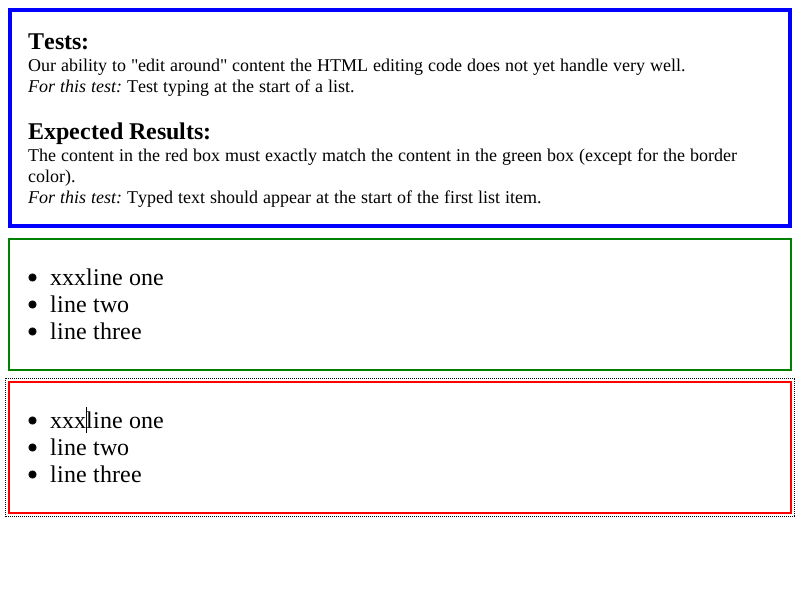 Tests:
Our ability to "edit around" content the HTML editing code does not yet handle very well.
For this test: Test typing at the start of a list.
Expected Results:
The content in the red box must exactly match the content in the green box (except for the border
color).
For this test: Typed text should appear at the start of the first list item.
• xxxline one
• line two
• line three
• xxxline one
• line two
• line three